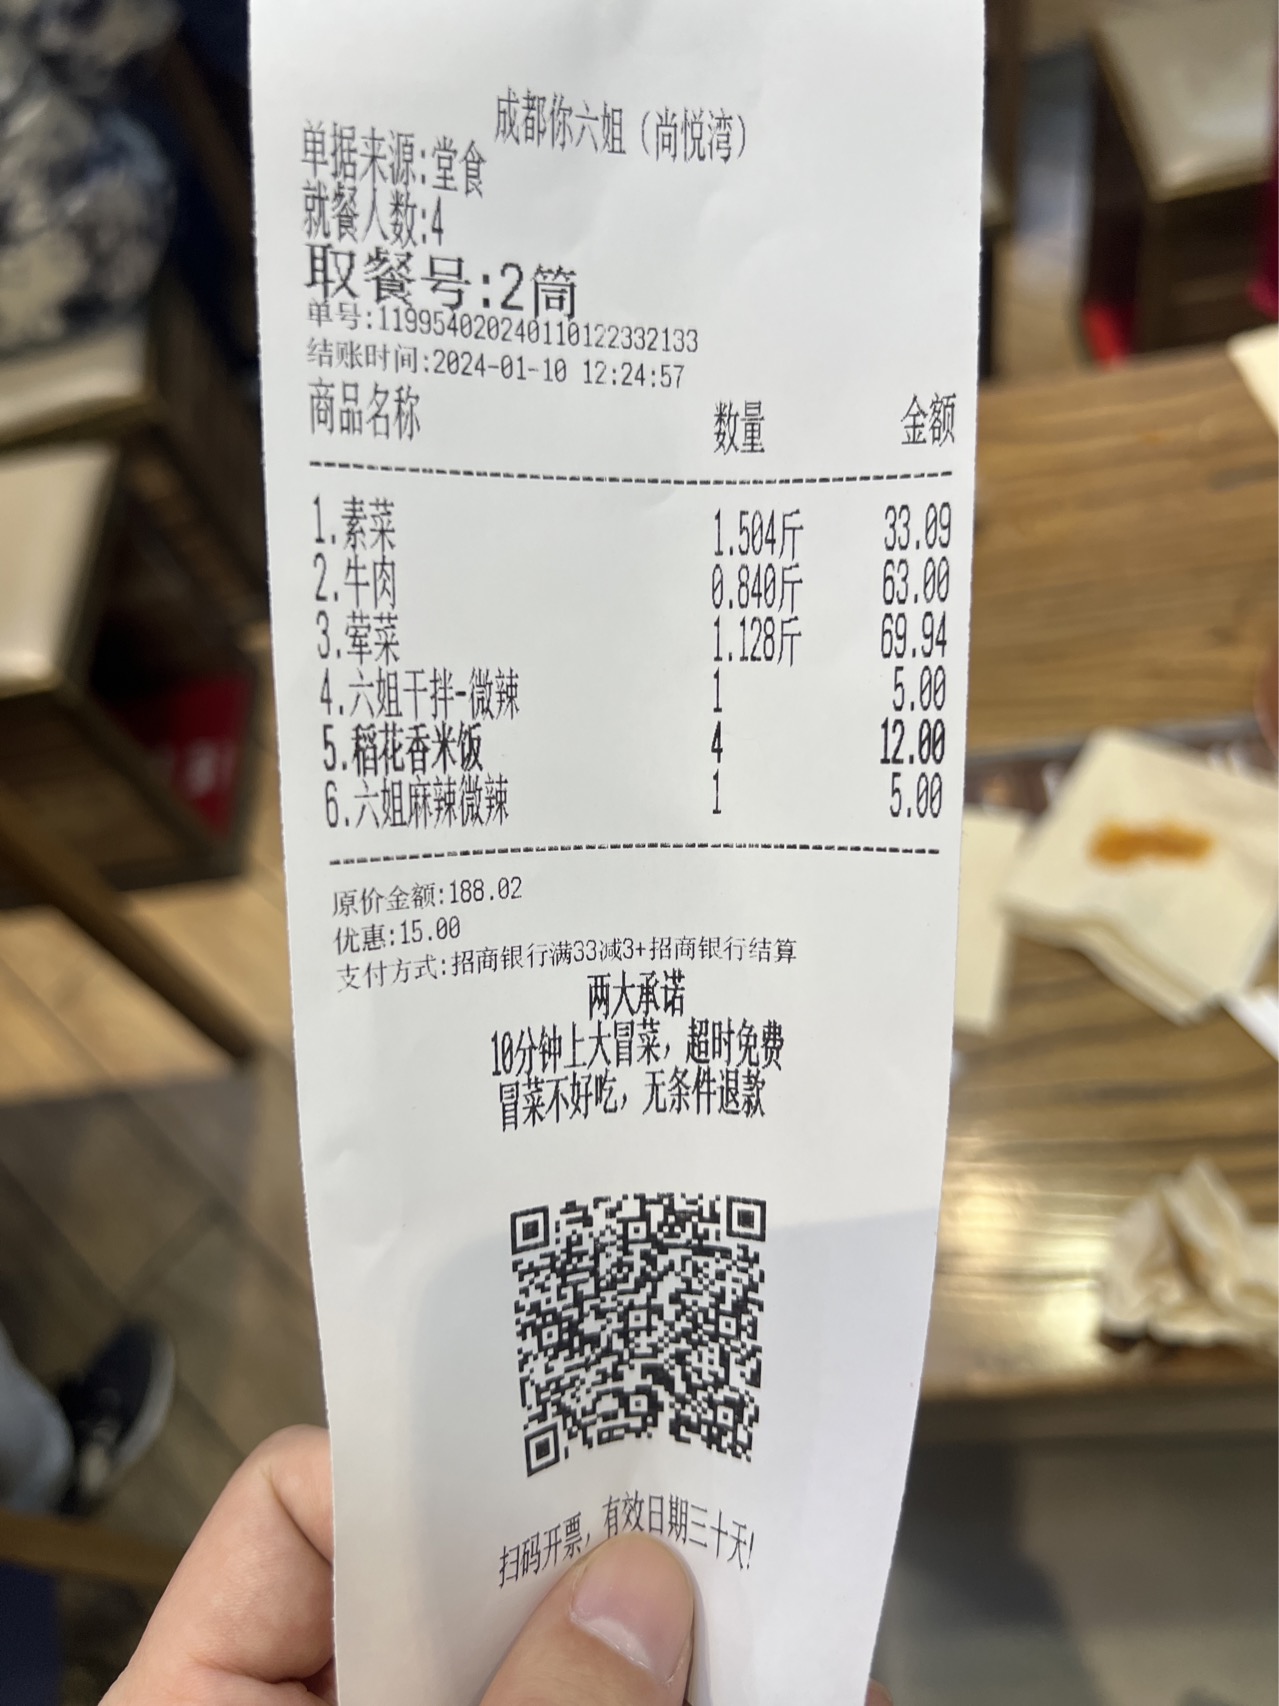 成都你六姐（尚悦湾）
单据来源:堂食
就餐人数:4
取餐号:2筒
单号:119954020240110122332133
结账时间:2024-01-10 12:24:57
商品名称 数量 金额
1.素菜 1.504斤 33.09
2.牛肉 0.840斤 63.00
3.荤菜 1.128斤 69.94
4.六姐干拌-微辣 1 5.00
5.稻花香米饭 4 12.00
6.六姐麻辣微辣 1 5.00
原价金额:188.02
优惠:15.00
支付方式:招商银行满33减3+招商银行结算
两大承诺
10分钟上大冒菜，超时免费
冒菜不好吃，无条件退款
扫码开票，有效日期三十天!